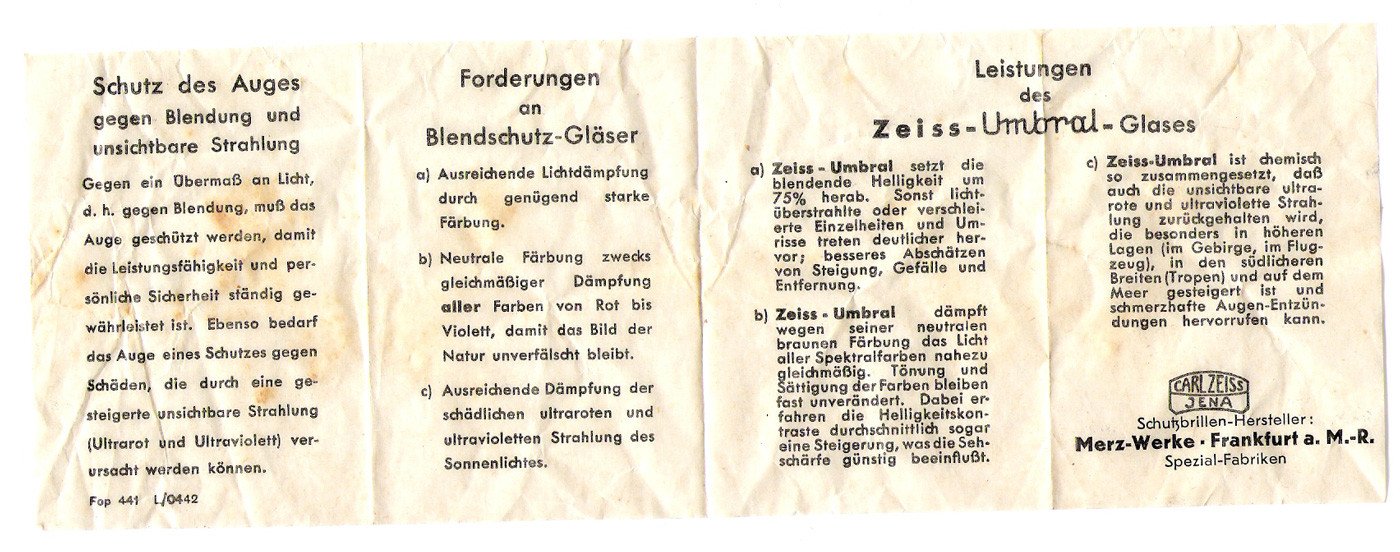 Schutz des Auges
gegen Blendung und
unsichtbare Strahlung
Gegen ein Übermaß an Licht,
d. h. gegen Blendung, muß das
Auge geschützt werden, damit
die Leistungsfähigkeit und per-
sönliche Sicherheit ständig ge-
währleistet ist. Ebenso bedarf
das Auge eines Schutzes gegen
Schäden, die durch eine ge-
steigerte unsichtbare Strahlung
(Ultrarot und Ultraviolett) ver-
ursacht werden können.
Fop 441 L/0442
Forderungen
an
Blendschutz-Gläser
a) Ausreichende Lichtdämpfung
durch genügend starke
Färbung.
b) Neutrale Färbung zwecks
gleichmäßiger Dämpfung
aller Farben von Rot bis
Violett, damit das Bild der
Natur unverfälscht bleibt.
c) Ausreichende Dämpfung der
schädlichen ultraroten und
ultravioletten Strahlung des
Sonnenlichtes.
Leistungen
des
Zeiss-Umbral-Glases
a) Zeiss-Umbral setzt die
blendende Helligkeit um
75% herab. Sonst licht-
überstrahlte oder verschlei-
erte Einzelheiten und Um-
risse treten deutlicher her-
vor; besseres Abschätzen
von Steigung, Gefälle und
Entfernung.
b) Zeiss-Umbral dämpft
wegen seiner neutralen
braunen Färbung das Licht
aller Spektralfarben nahezu
gleichmäßig. Tönung und
Sättigung der Farben bleiben
fast unverändert. Dabei er-
fahren die Helligkeitskon-
traste durchschnittlich sogar
eine Steigerung, was die Seh-
schärfe günstig beeinflußt.
c) Zeiss-Umbral ist chemisch
so zusammengesetzt, daß
auch die unsichtbare ultra-
rote und ultraviolette Strah-
lung zurückgehalten wird,
die besonders in höheren
Lagen (im Gebirge, im Flug-
zeug), in den südlicheren
Breiten (Tropen) und auf dem
Meer gesteigert ist und
schmerzhafte Augen-Entzün-
dungen hervorrufen kann.
CARL ZEISS
JENA
Schutzbrillen-Hersteller:
Merz-Werke · Frankfurt a. M.-R.
Spezial-Fabriken